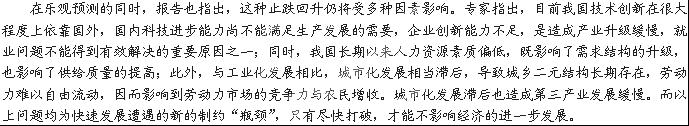 在乐观预测的同时，报告也指出，这种止跌回升仍将受多种因素影响。专家指出，目前我国技术创新在很大
程度上依靠国外，国内科技进步能力尚不能满足生产发展的需要，企业创新能力不足，是造成产业升级缓慢，就
业问题不能得到有效解决的重要原因之一；同时，我国长期以来人力资源素质偏低，既影响了需求结构的升级，
也影响了供给质量的提高；此外，与工业化发展相比，城市化发展相当滞后，导致城乡二元结构长期存在，劳动
力难以自由流动，因而影响到劳动力市场的竞争力与农民增收。城市化发展滞后也造成第三产业发展缓慢。而以
上问题均为快速发展遭遇的新的制约“瓶颈”，只有尽快打破，才能不影响经济的进一步发展。